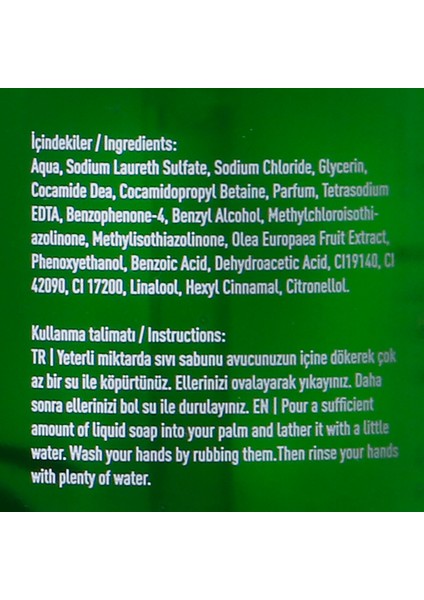 İçindekiler / Ingredients:
Aqua, Sodium Laureth Sulfate, Sodium Chloride, Glycerin,
Cocamide Dea, Cocamidopropyl Betaine, Parfum, Tetrasodium
EDTA, Benzophenone-4, Benzyl Alcohol, Methylchloroisothi-
azolinone, Methylisothiazolinone, Olea Europaea Fruit Extract,
Phenoxyethanol, Benzoic Acid, Dehydroacetic Acid, CI19140, CI
42090, CI 17200, Linalool, Hexyl Cinnamal, Citronellol.
Kullanma talimatı / Instructions:
TR | Yeterli miktarda sıvı sabunu avucunuzun içine dökerek çok
az bir su ile köpürtünüz. Ellerinizi ovalayarak yıkayınız. Daha
sonra ellerinizi bol su ile durulayınız. EN | Pour a sufficient
amount of liquid soap into your palm and lather it with a little
water. Wash your hands by rubbing them.Then rinse your hands
with plenty of water.